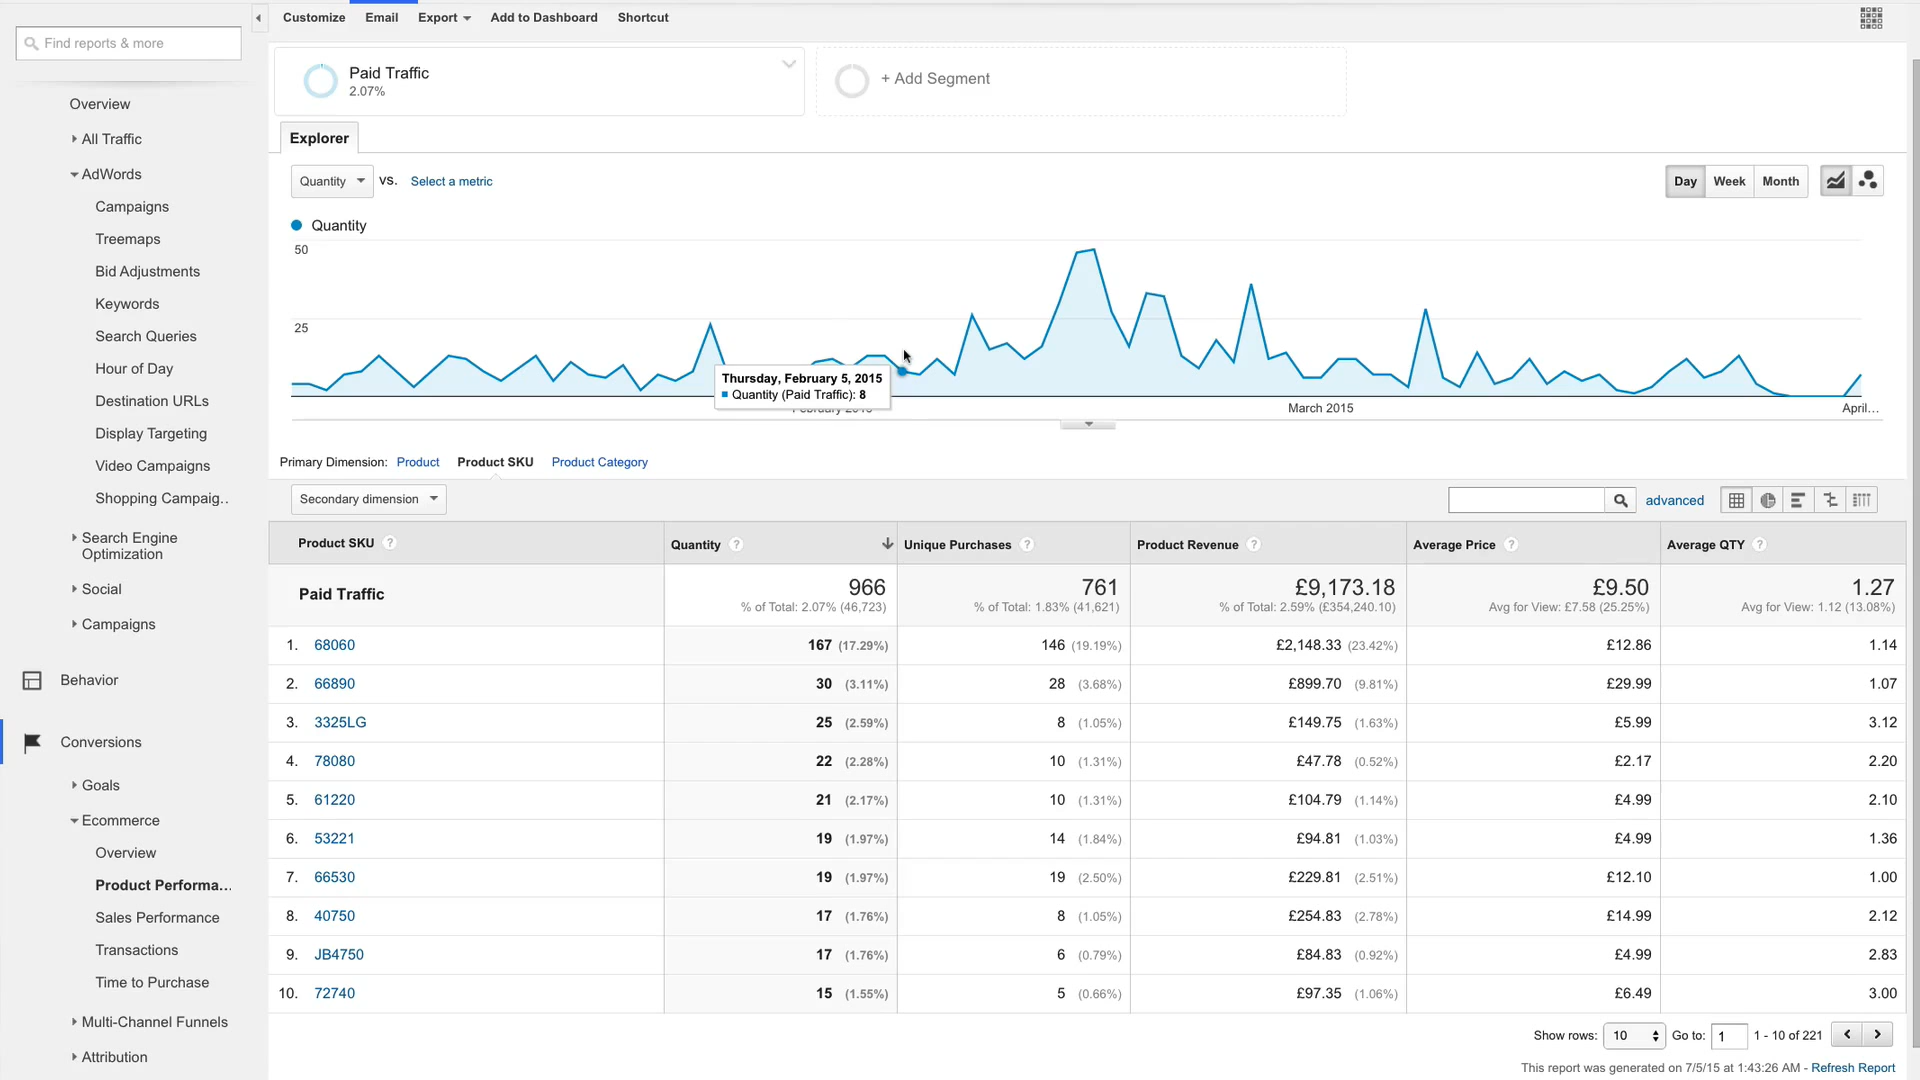 Customize Email Export Add to Dashboard Shortcut
Find reports & more
Overview
All Traffic
AdWords
Campaigns
Treemaps
Bid Adjustments
Keywords
Search Queries
Hour of Day
Destination URLs
Display Targeting
Video Campaigns
Shopping Campaig..
Search Engine
Optimization
Social
Campaigns
Behavior
Conversions
Goals
Ecommerce
Overview
Product Performa...
Sales Performance
Transactions
Time to Purchase
Multi-Channel Funnels
Attribution
Paid Traffic
2.07%
+ Add Segment
Explorer
Quantity VS. Select a metric
Day Week Month
Quantity
50
25
Thursday, February 5, 2015
Quantity (Paid Traffic): 8
February 2015 March 2015 April...
Primary Dimension: Product Product SKU Product Category
Secondary dimension
advanced
Product SKU ? Quantity ? Unique Purchases ? Product Revenue ? Average Price ? Average QTY ?
Paid Traffic 966 761 £9,173.18 £9.50 1.27
% of Total: 2.07% (46,723) % of Total: 1.83% (41,621) % of Total: 2.59% (£354,240.10) Avg for View: £7.58 (25.25%) Avg for View: 1.12 (13.08%)
1. 68060 167 (17.29%) 146 (19.19%) £2,148.33 (23.42%) £12.86 1.14
2. 66890 30 (3.11%) 28 (3.68%) £899.70 (9.81%) £29.99 1.07
3. 3325LG 25 (2.59%) 8 (1.05%) £149.75 (1.63%) £5.99 3.12
4. 78080 22 (2.28%) 10 (1.31%) £47.78 (0.52%) £2.17 2.20
5. 61220 21 (2.17%) 10 (1.31%) £104.79 (1.14%) £4.99 2.10
6. 53221 19 (1.97%) 14 (1.84%) £94.81 (1.03%) £4.99 1.36
7. 66530 19 (1.97%) 19 (2.50%) £229.81 (2.51%) £12.10 1.00
8. 40750 17 (1.76%) 8 (1.05%) £254.83 (2.78%) £14.99 2.12
9. JB4750 17 (1.76%) 6 (0.79%) £84.83 (0.92%) £4.99 2.83
10. 72740 15 (1.55%) 5 (0.66%) £97.35 (1.06%) £6.49 3.00
Show rows: 10 Go to: 1 1 - 10 of 221
This report was generated on 7/5/15 at 1:43:26 AM - Refresh Report